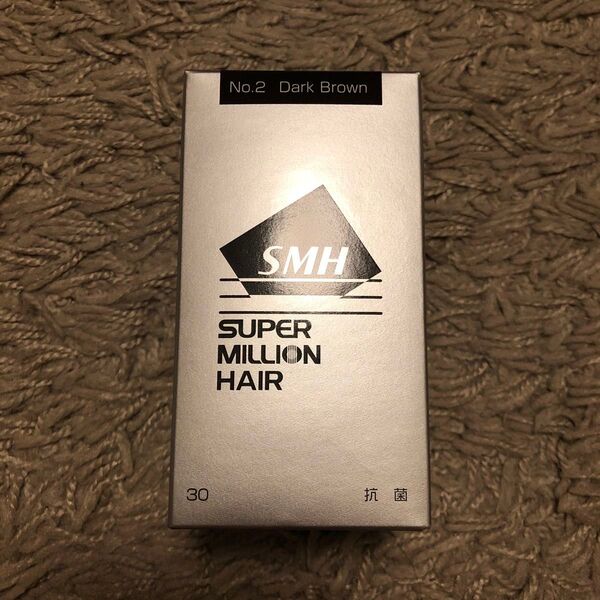 No.2 Dark Brown
SMH
SUPER
MILLION
HAIR
30 抗菌